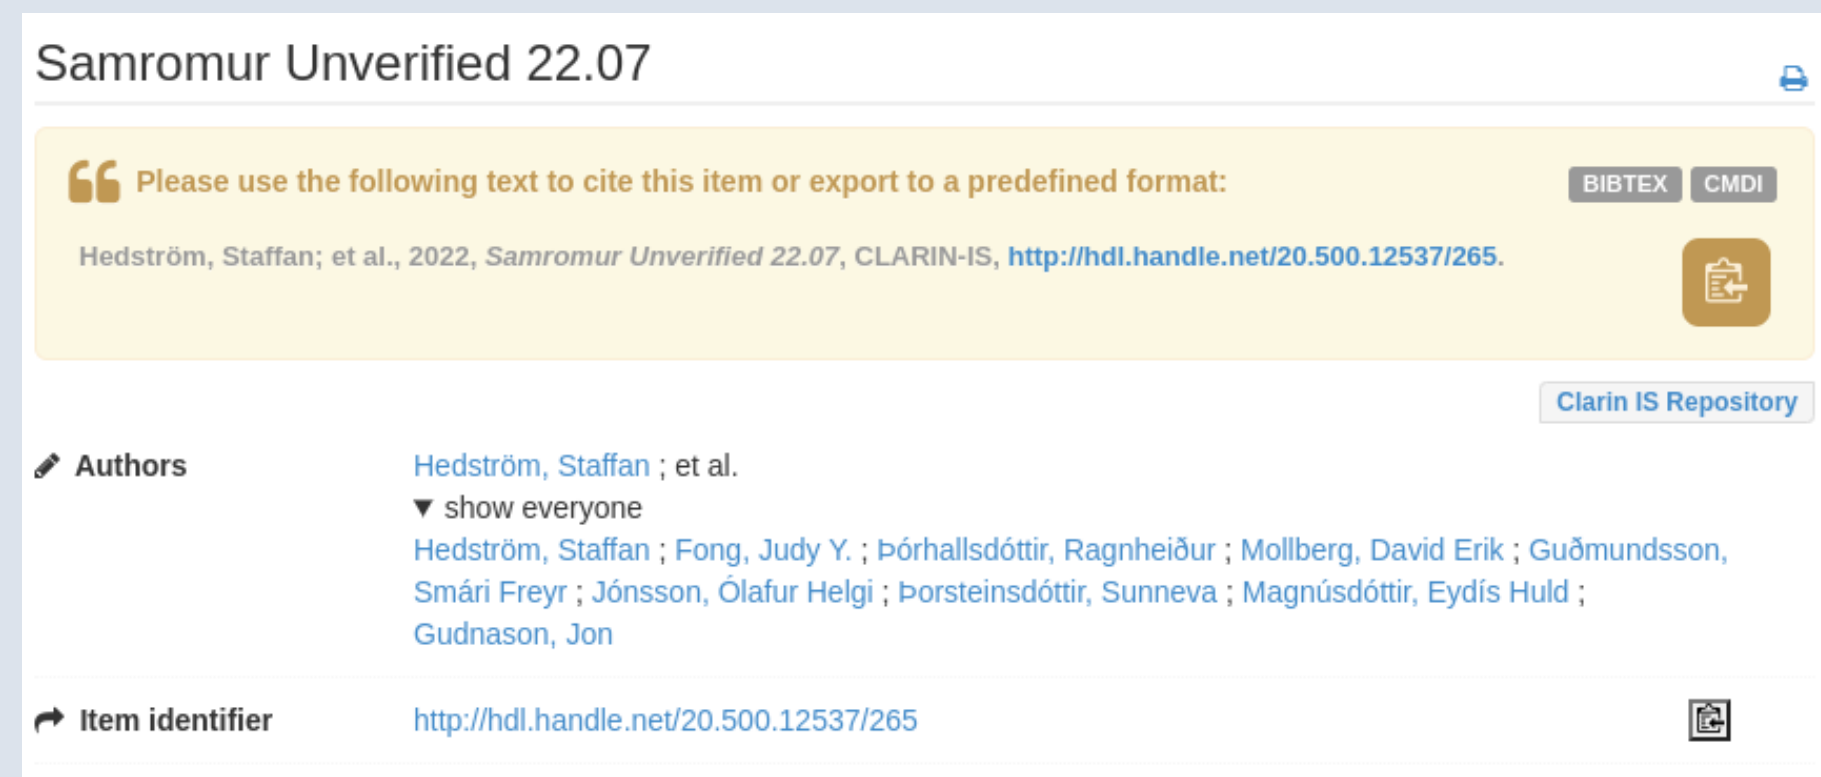 Samromur Unverified 22.07
Please use the following text to cite this item or export to a predefined format:
BIBTEX CMDI
Hedström, Staffan; et al., 2022, Samromur Unverified 22.07, CLARIN-IS, http://hdl.handle.net/20.500.12537/265.
Clarin IS Repository
Authors
Hedström, Staffan ; et al.
▼ show everyone
Hedström, Staffan ; Fong, Judy Y. ; Þórhallsdóttir, Ragnheiður ; Mollberg, David Erik ; Guðmundsson,
Smári Freyr ; Jónsson, Ólafur Helgi ; Þorsteinsdóttir, Sunneva ; Magnúsdóttir, Eydís Huld ;
Gudnason, Jon
Item identifier
http://hdl.handle.net/20.500.12537/265